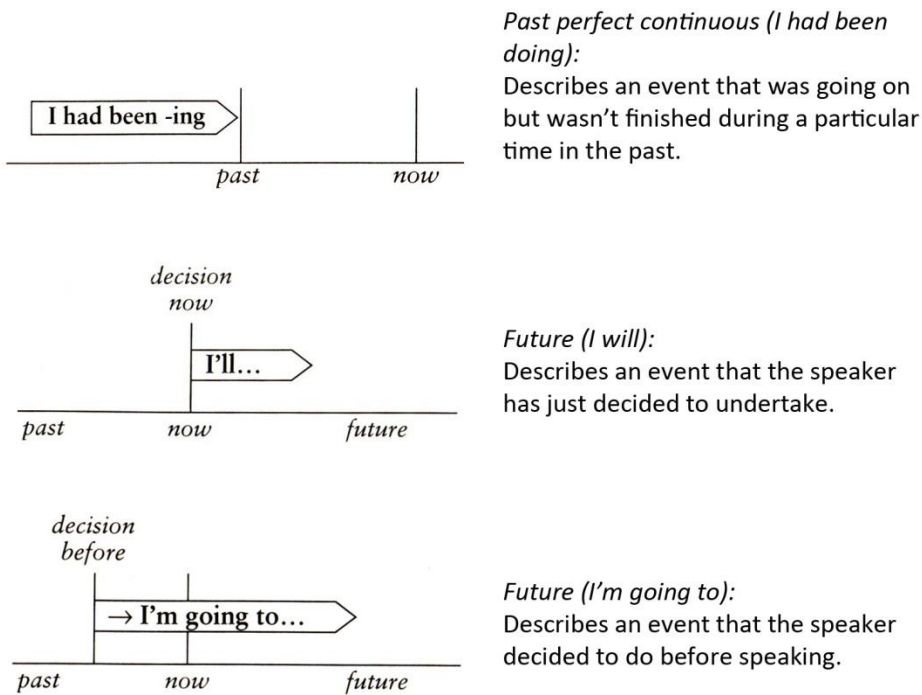 Past perfect continuous (I had been
doing):
Describes an event that was going on
but wasn't finished during a particular
time in the past.
I had been -ing
past now
decision
now
I'll...
past now future
Future (I will):
Describes an event that the speaker
has just decided to undertake.
decision
before
→ I'm going to...
past now future
Future (I'm going to):
Describes an event that the speaker
decided to do before speaking.